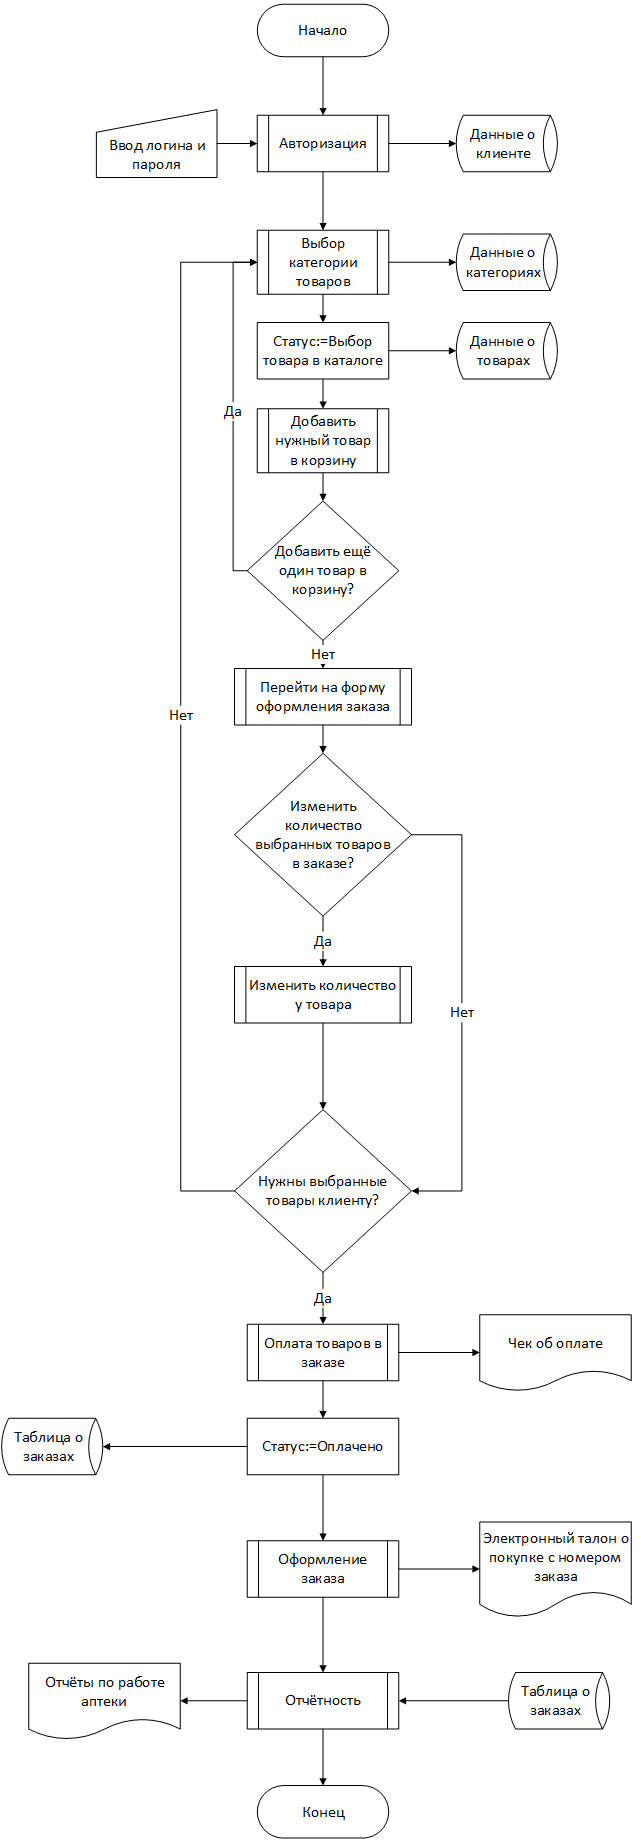 Начало
Ввод логина и
пароля
Авторизация
Данные о
клиенте
Выбор
категории
товаров
Данные о
категориях
Статус:=Выбор
товара в каталоге
Данные о
товарах
Да
Добавить
нужный товар
в корзину
Добавить ещё
один товар в
корзину?
Нет
Перейти на форму
оформления заказа
Нет
Изменить
количество
выбранных товаров
в заказе?
Да
Изменить количество
у товара
Нет
Нужны выбранные
товары клиенту?
Да
Оплата товаров в
заказе
Чек об оплате
Таблица о
заказах
Статус:=Оплачено
Оформление
заказа
Электронный талон о
покупке с номером
заказа
Отчёты по работе
аптеки
Отчётность
Таблица о
заказах
Конец